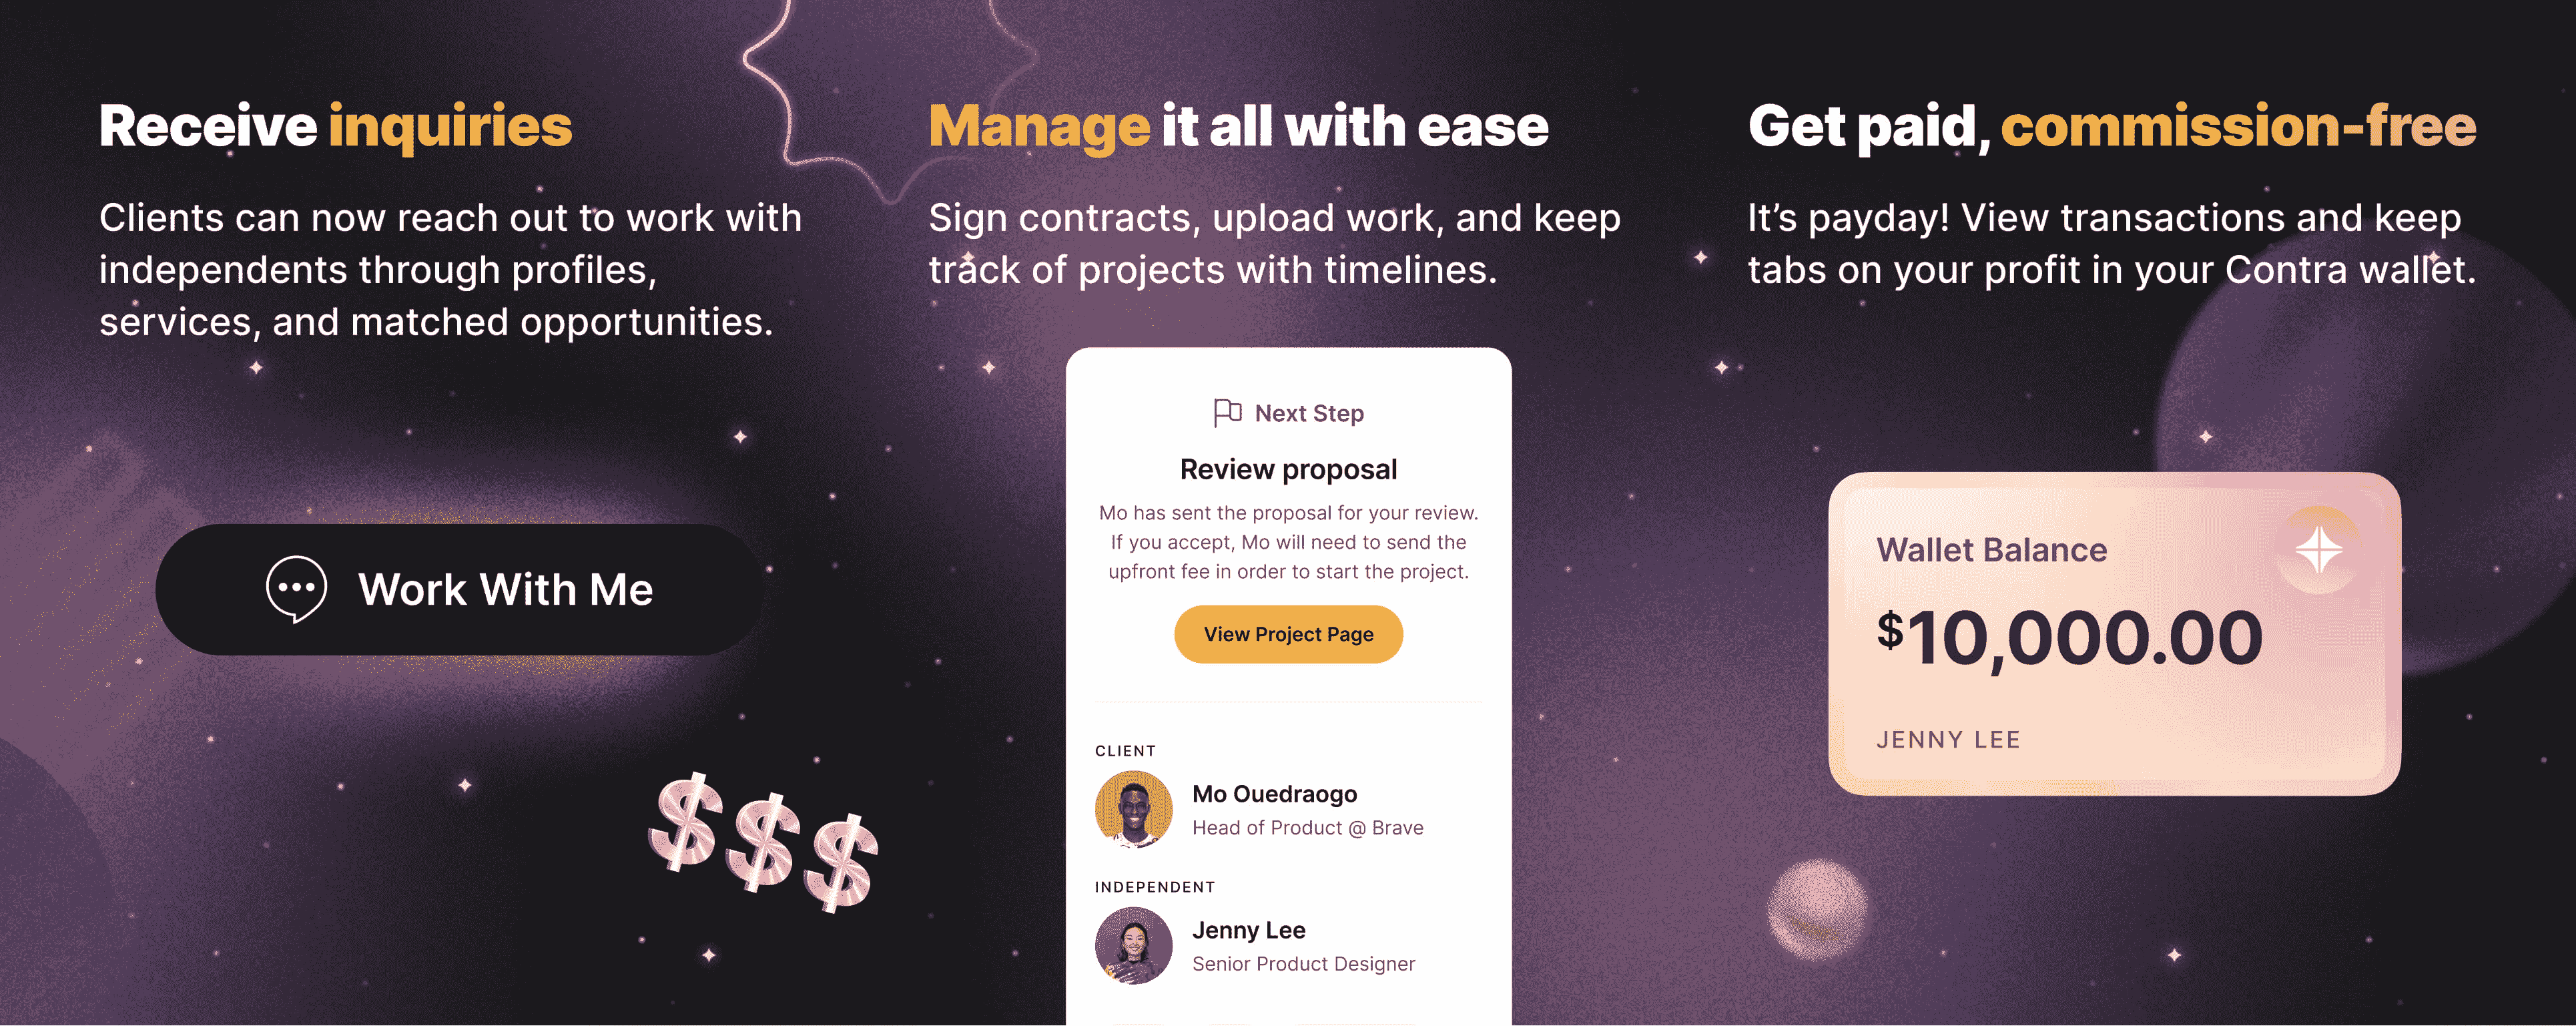 Receive inquiries
Clients can now reach out to work with
independents through profiles,
services, and matched opportunities.
Work With Me
$$$
Manage it all with ease
Sign contracts, upload work, and keep
track of projects with timelines.
Next Step
Review proposal
Mo has sent the proposal for your review.
If you accept, Mo will need to send the
upfront fee in order to start the project.
View Project Page
CLIENT
Mo Ouedraogo
Head of Product @ Brave
INDEPENDENT
Jenny Lee
Senior Product Designer
Get paid, commission-free
It’s payday! View transactions and keep
tabs on your profit in your Contra wallet.
Wallet Balance
$10,000.00
JENNY LEE